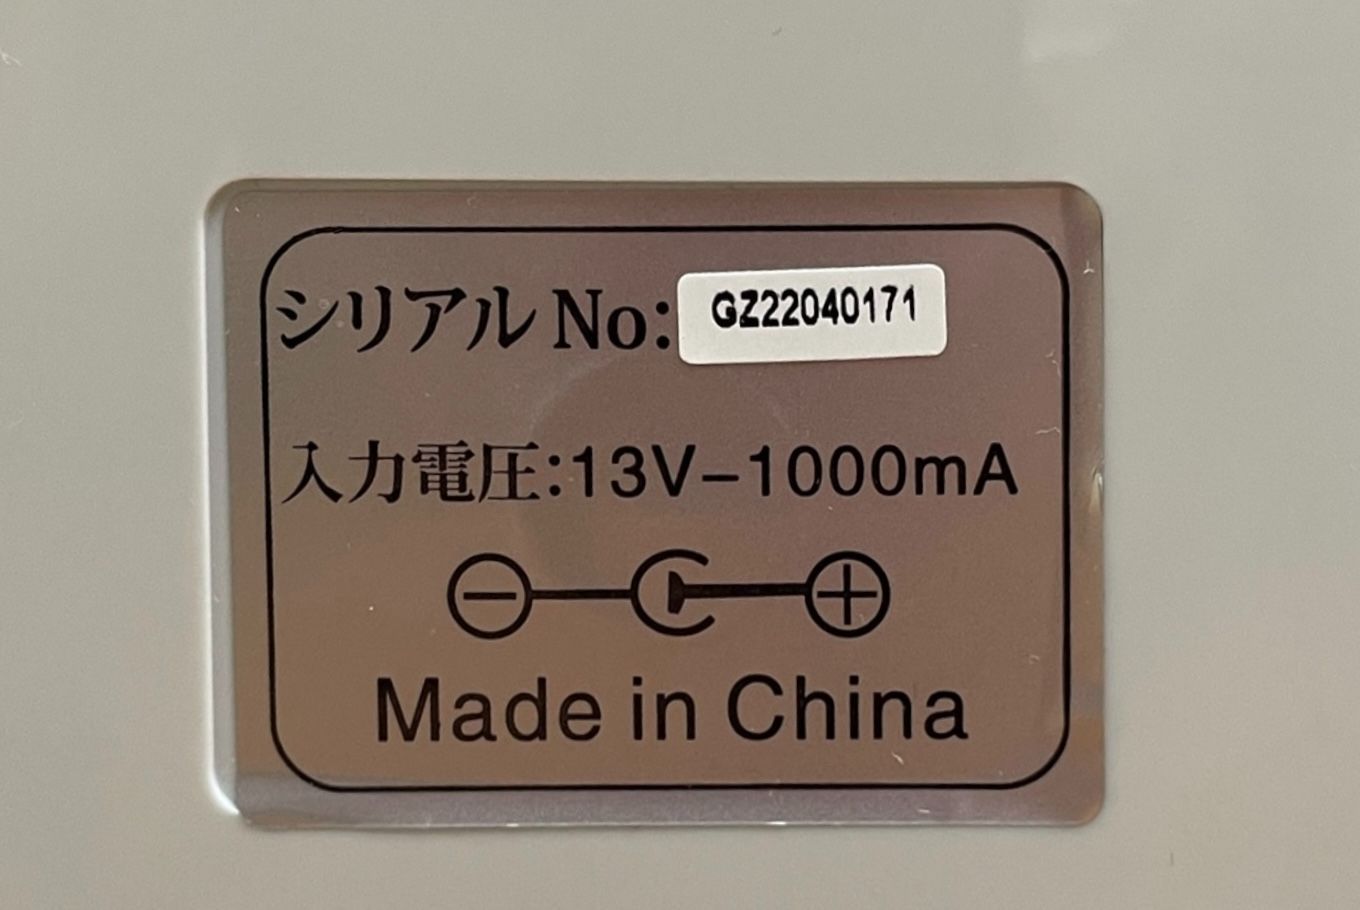 シリアル No: GZ22040171
入力電圧:13V-1000mA
Made in China